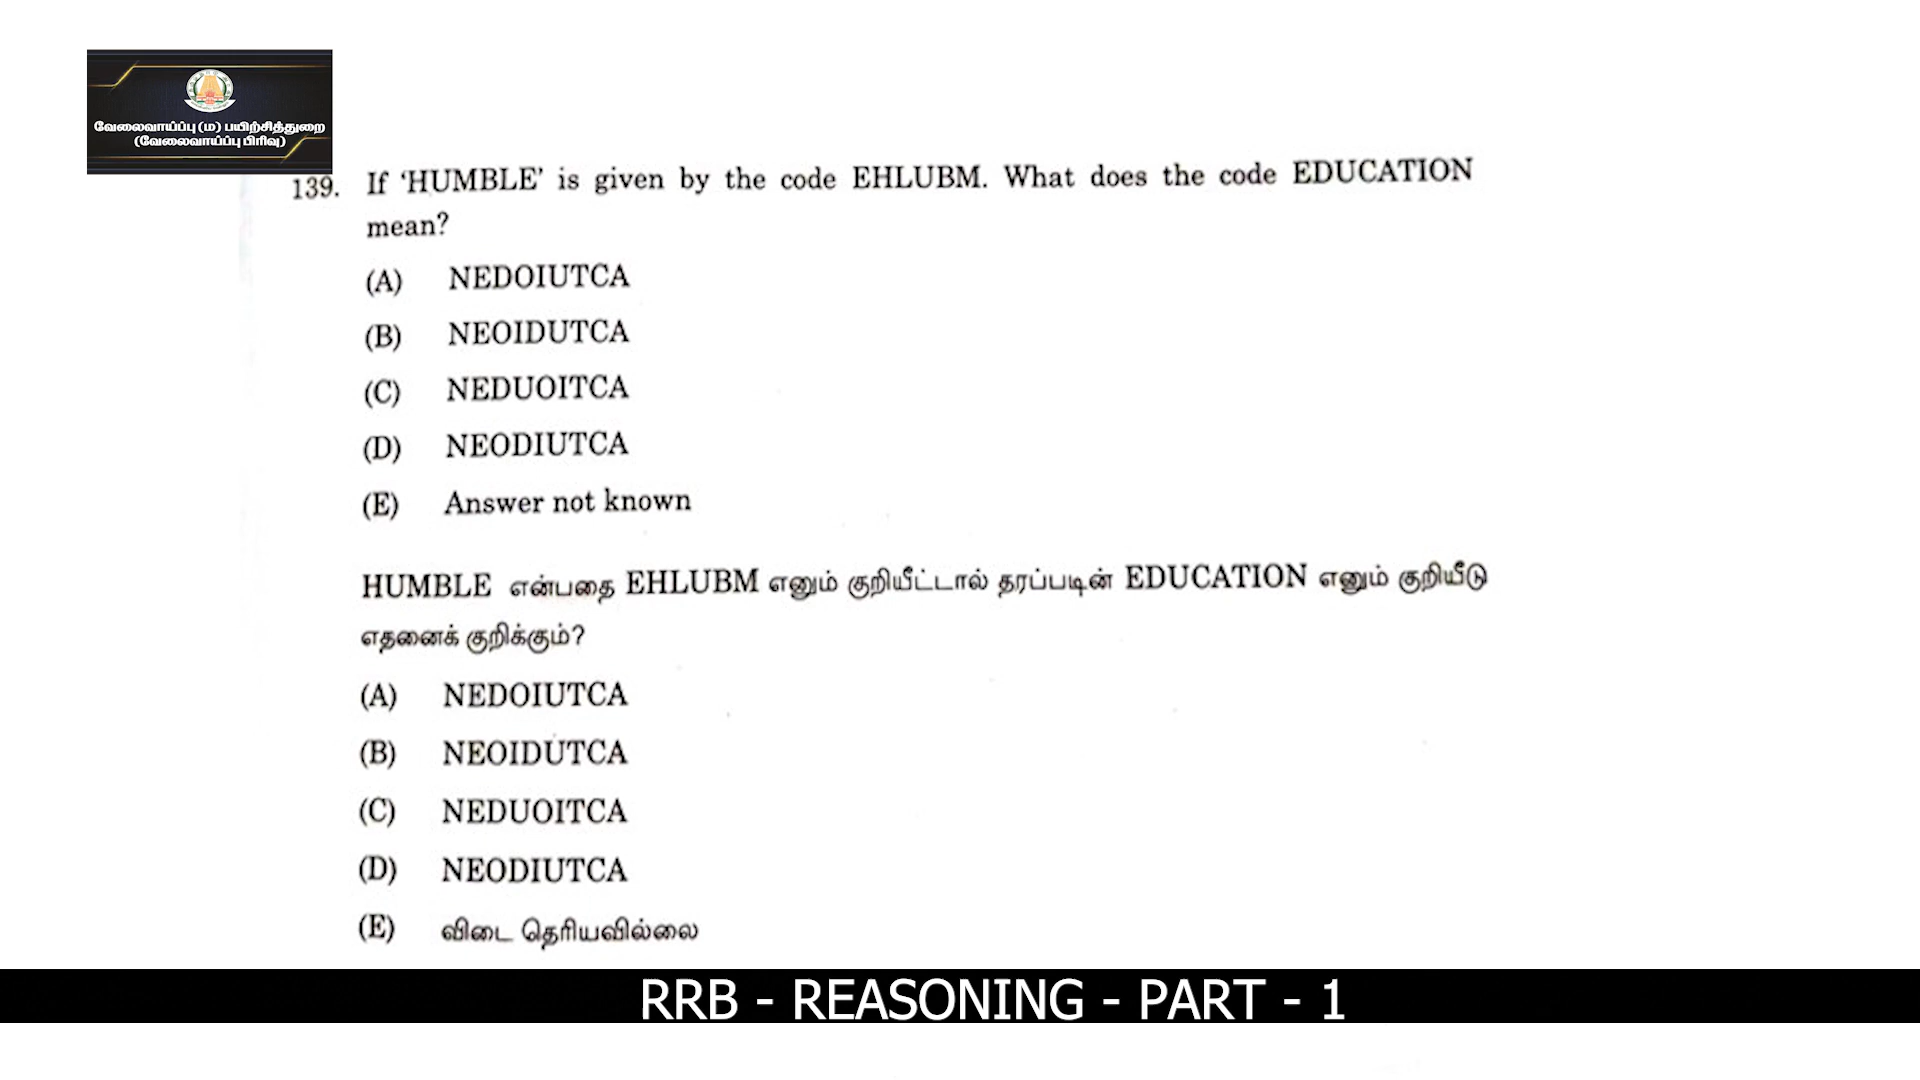 வேலைவாய்ப்பு (ம) பயிற்சித்துறை
(வேலைவாய்ப்பு பிரிவு)
139. If ‘HUMBLE’ is given by the code EHLUBM. What does the code EDUCATION
mean?
(A) NEDOIUTCA
(B) NEOIDUTCA
(C) NEDUOITCA
(D) NEODIUTCA
(E) Answer not known
HUMBLE என்பதை EHLUBM எனும் குறியீட்டால் தரப்படின் EDUCATION எனும் குறியீடு
எதனைக் குறிக்கும்?
(A) NEDOIUTCA
(B) NEOIDUTCA
(C) NEDUOITCA
(D) NEODIUTCA
(E) விடை தெரியவில்லை
RRB - REASONING - PART - 1